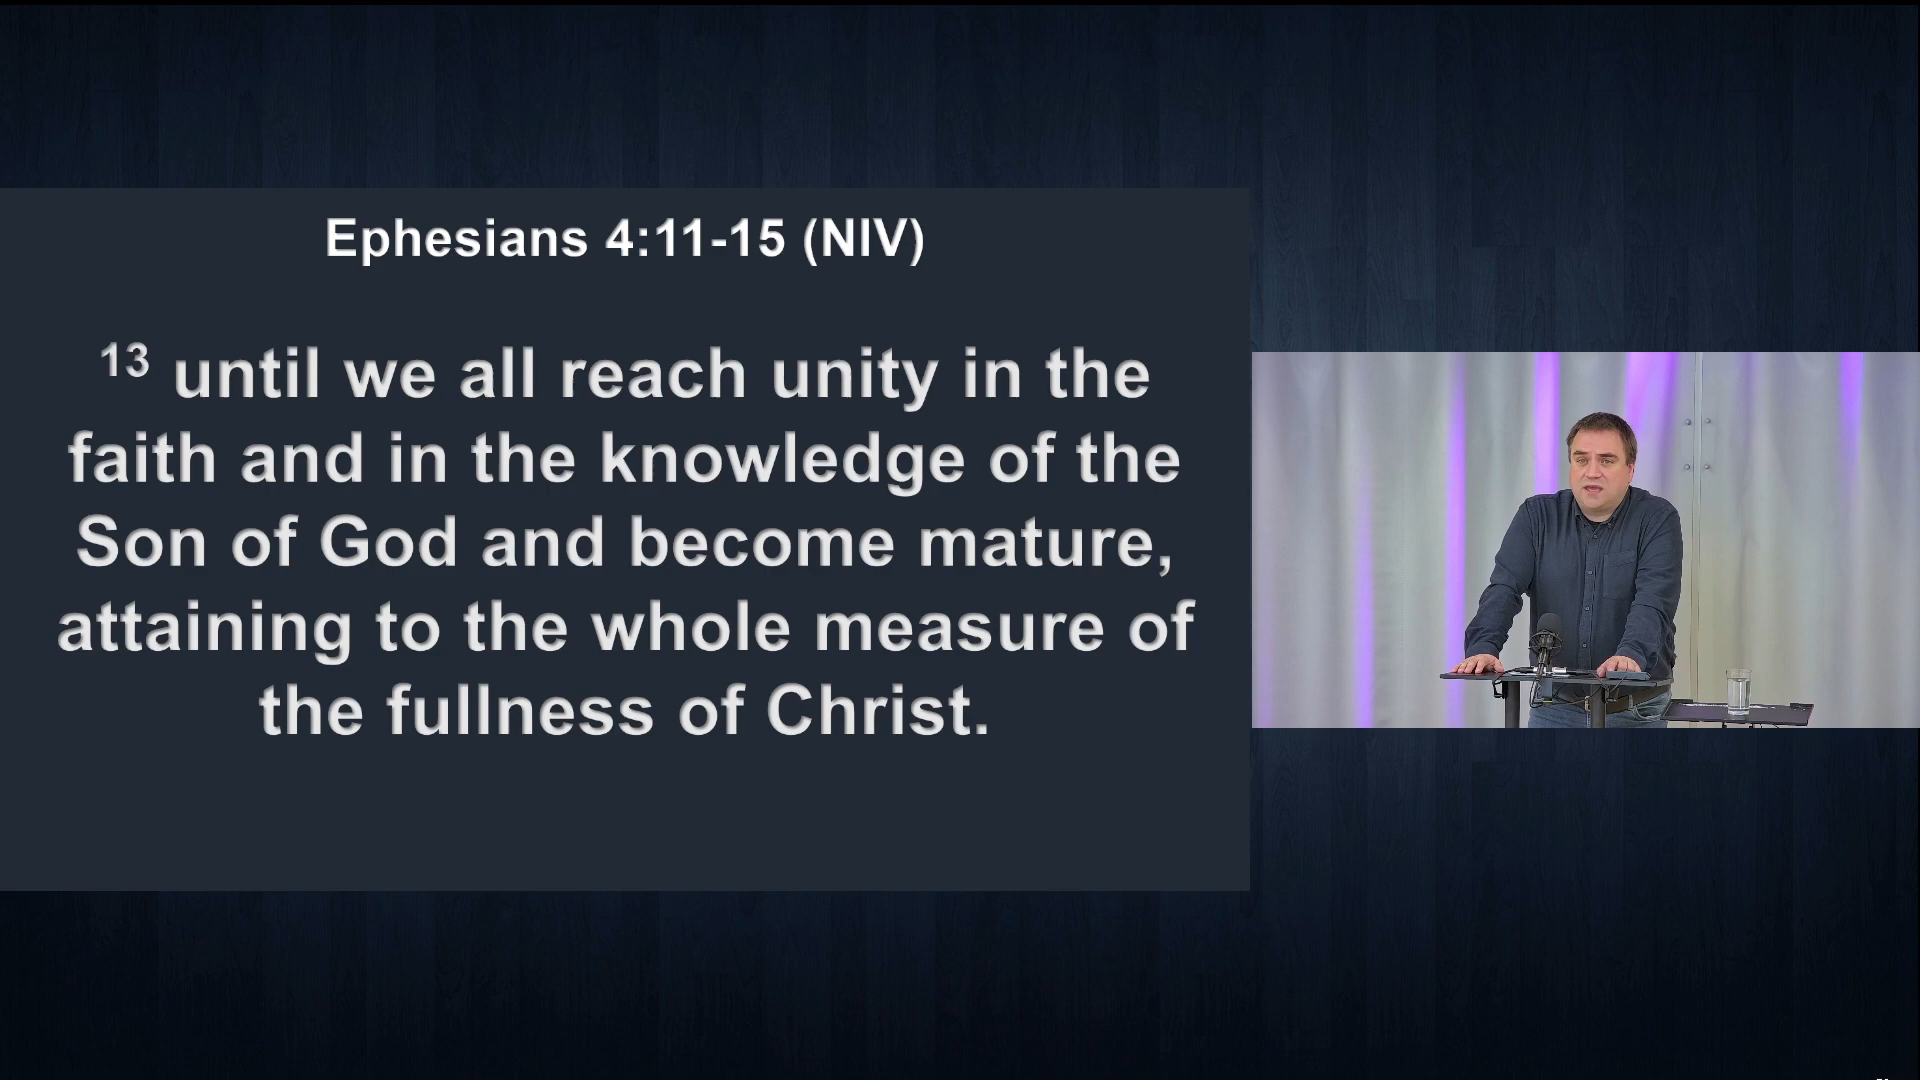 Ephesians 4:11-15 (NIV)
13 until we all reach unity in the
faith and in the knowledge of the
Son of God and become mature,
attaining to the whole measure of
the fullness of Christ.